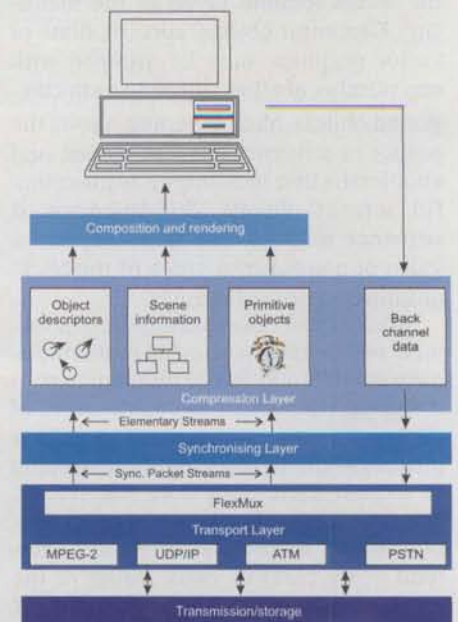 Composition and rendering
Object
descriptors
Scene
information
Primitive
objects
Back
channel
data
Compression Layer
Elementary Streams
Synchronising Layer
Sync. Packet Streams
FlexMux
Transport Layer
MPEG-2
UDP/IP
ATM
PSTN
Transmission/storage